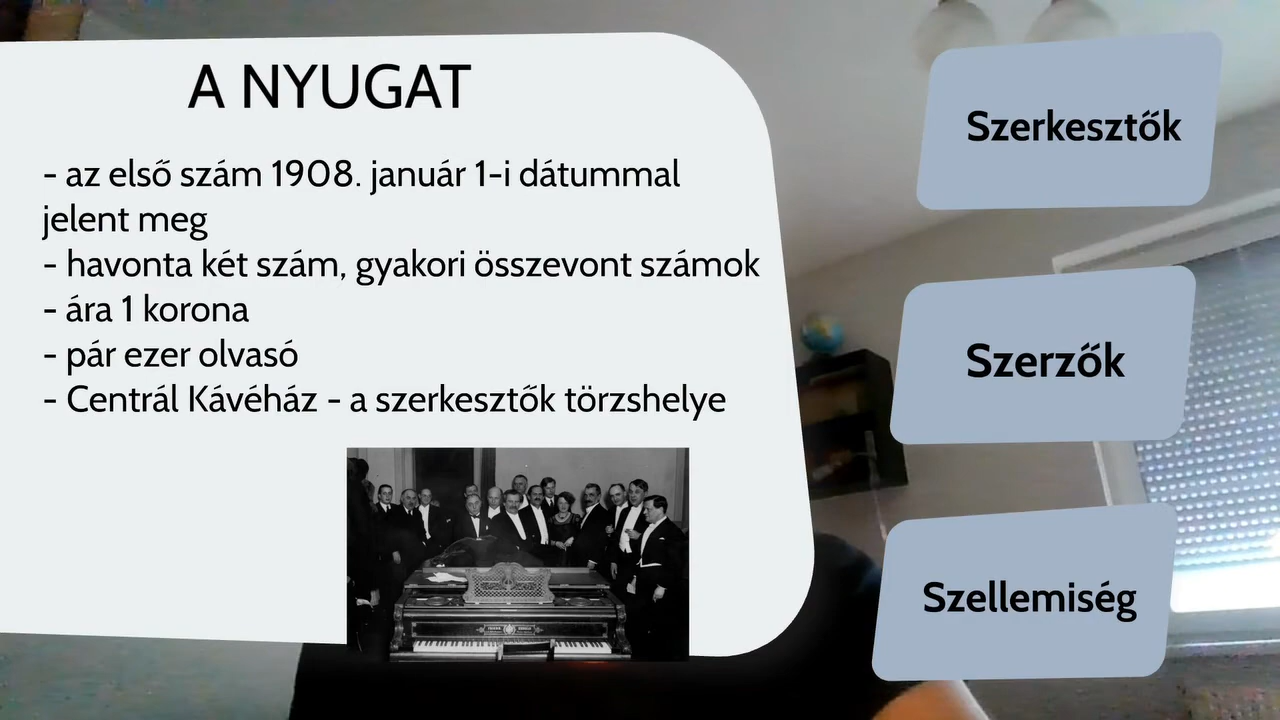 A NYUGAT
- az első szám 1908. január 1-i dátummal
jelent meg
- havonta két szám, gyakori összevont számok
- ára 1 korona
- pár ezer olvasó
- Centrál Kávéház - a szerkesztők törzshelye
Szerkesztők
Szerzők
Szellemiség